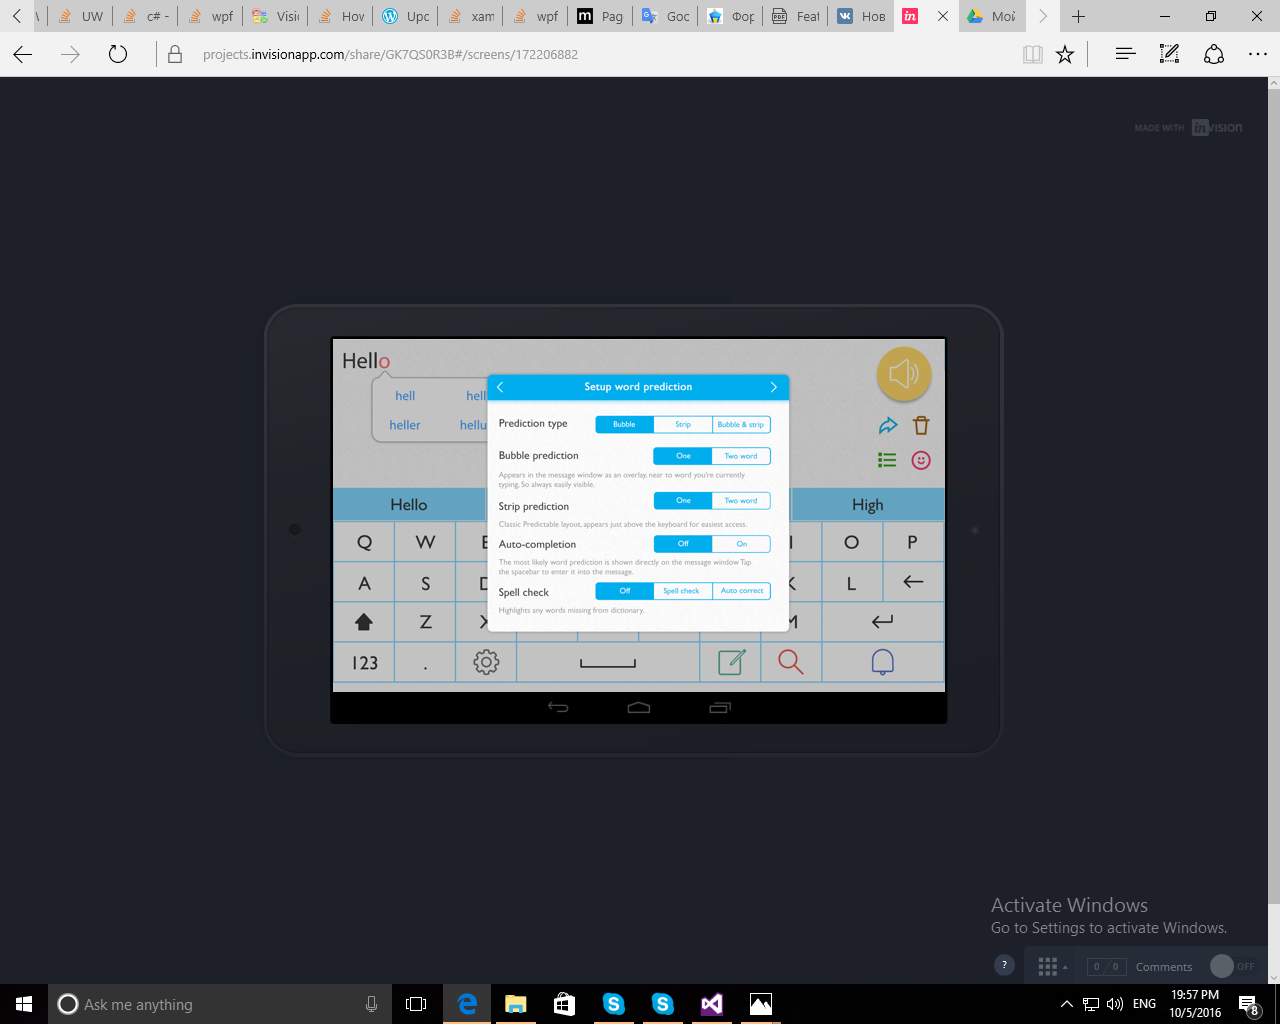 UW
c# -
wpf
Visi
How
Upc
xam
wpf
Pag
Goc
Фор
Feat
Нов
in
Мой
projects.invisionapp.com/share/GK7QS0R3B#/screens/172206882
MADE WITH invision
Hello
hell
hell
heller
hellu
Setup word prediction
Prediction type
Bubble
Strip
Bubble & strip
Bubble prediction
One
Two word
Appears in the message window as an overlay, near to word you're currently
typing, So always easily visible.
Strip prediction
One
Two word
Classic Predictable layout, appears just above the keyboard for easiest access.
Auto-completion
Off
On
The most likely word prediction is shown directly on the message window Tap
the spacebar to enter it into the message.
Spell check
Off
Spell check
Auto correct
Highlights any words missing from dictionary.
Hello
High
Q W E I O P
A S D K L
Z X M
123 .
Activate Windows
Go to Settings to activate Windows.
? 0 / 0 Comments OFF
Ask me anything
ENG
19:57 PM
10/5/2016
8